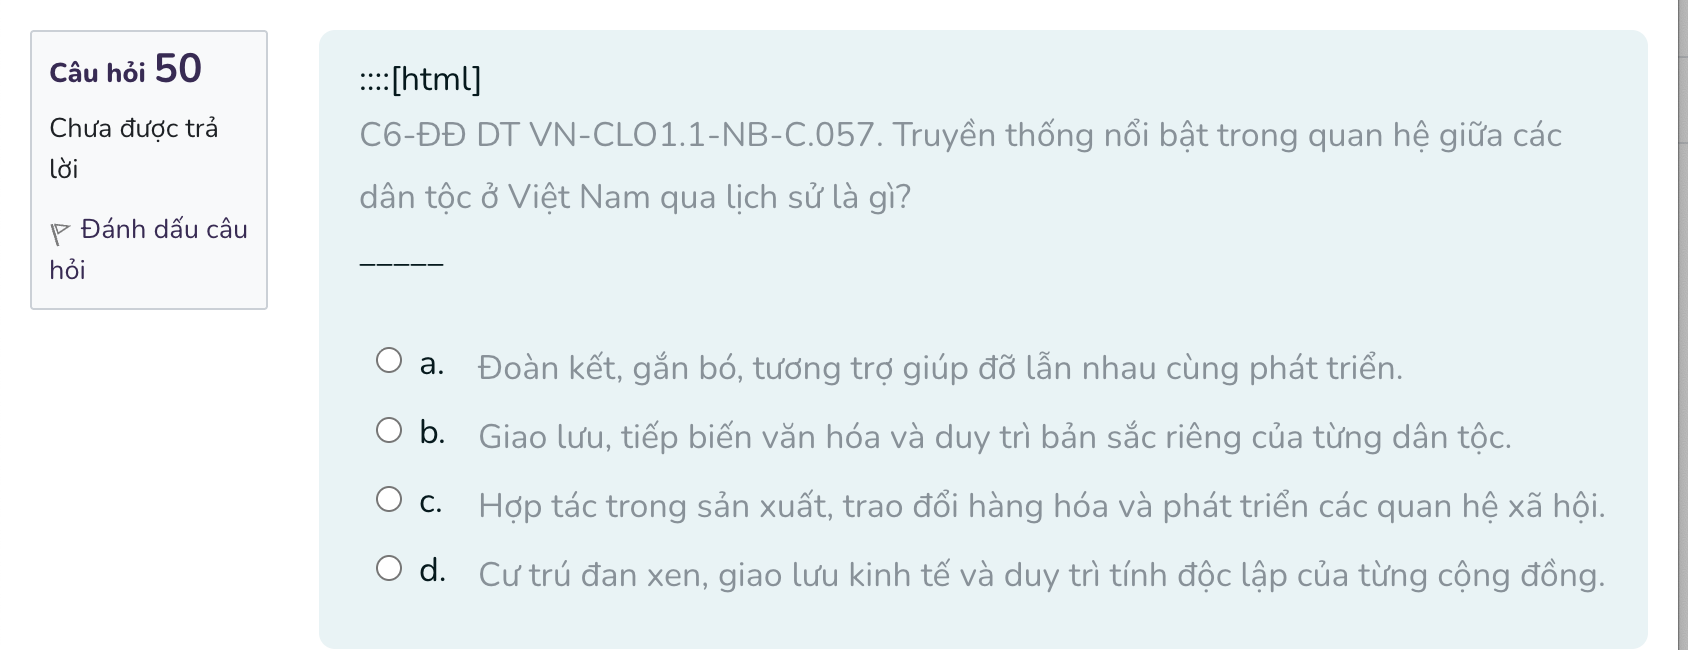 Câu hỏi 50
Chưa được trả
lời
Đánh dấu câu
hỏi
::::[html]
C6-ĐĐ DT VN-CLO1.1-NB-C.057. Truyền thống nổi bật trong quan hệ giữa các
dân tộc ở Việt Nam qua lịch sử là gì?
_____
a. Đoàn kết, gắn bó, tương trợ giúp đỡ lẫn nhau cùng phát triển.
b. Giao lưu, tiếp biến văn hóa và duy trì bản sắc riêng của từng dân tộc.
c. Hợp tác trong sản xuất, trao đổi hàng hóa và phát triển các quan hệ xã hội.
d. Cư trú đan xen, giao lưu kinh tế và duy trì tính độc lập của từng cộng đồng.